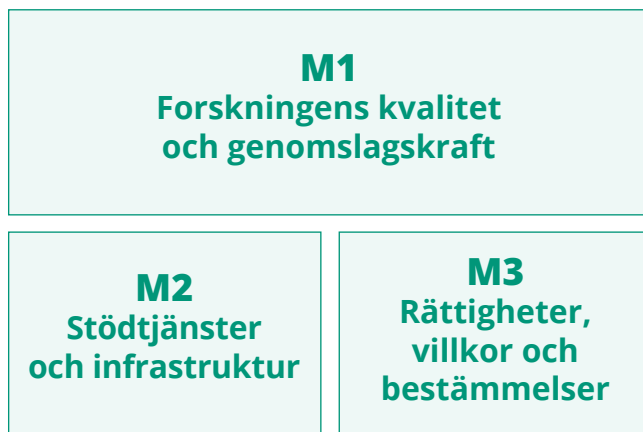 M1
Forskningens kvalitet
och genomslagskraft
M2
Stödtjänster
och infrastruktur
M3
Rättigheter,
villkor och
bestämmelser